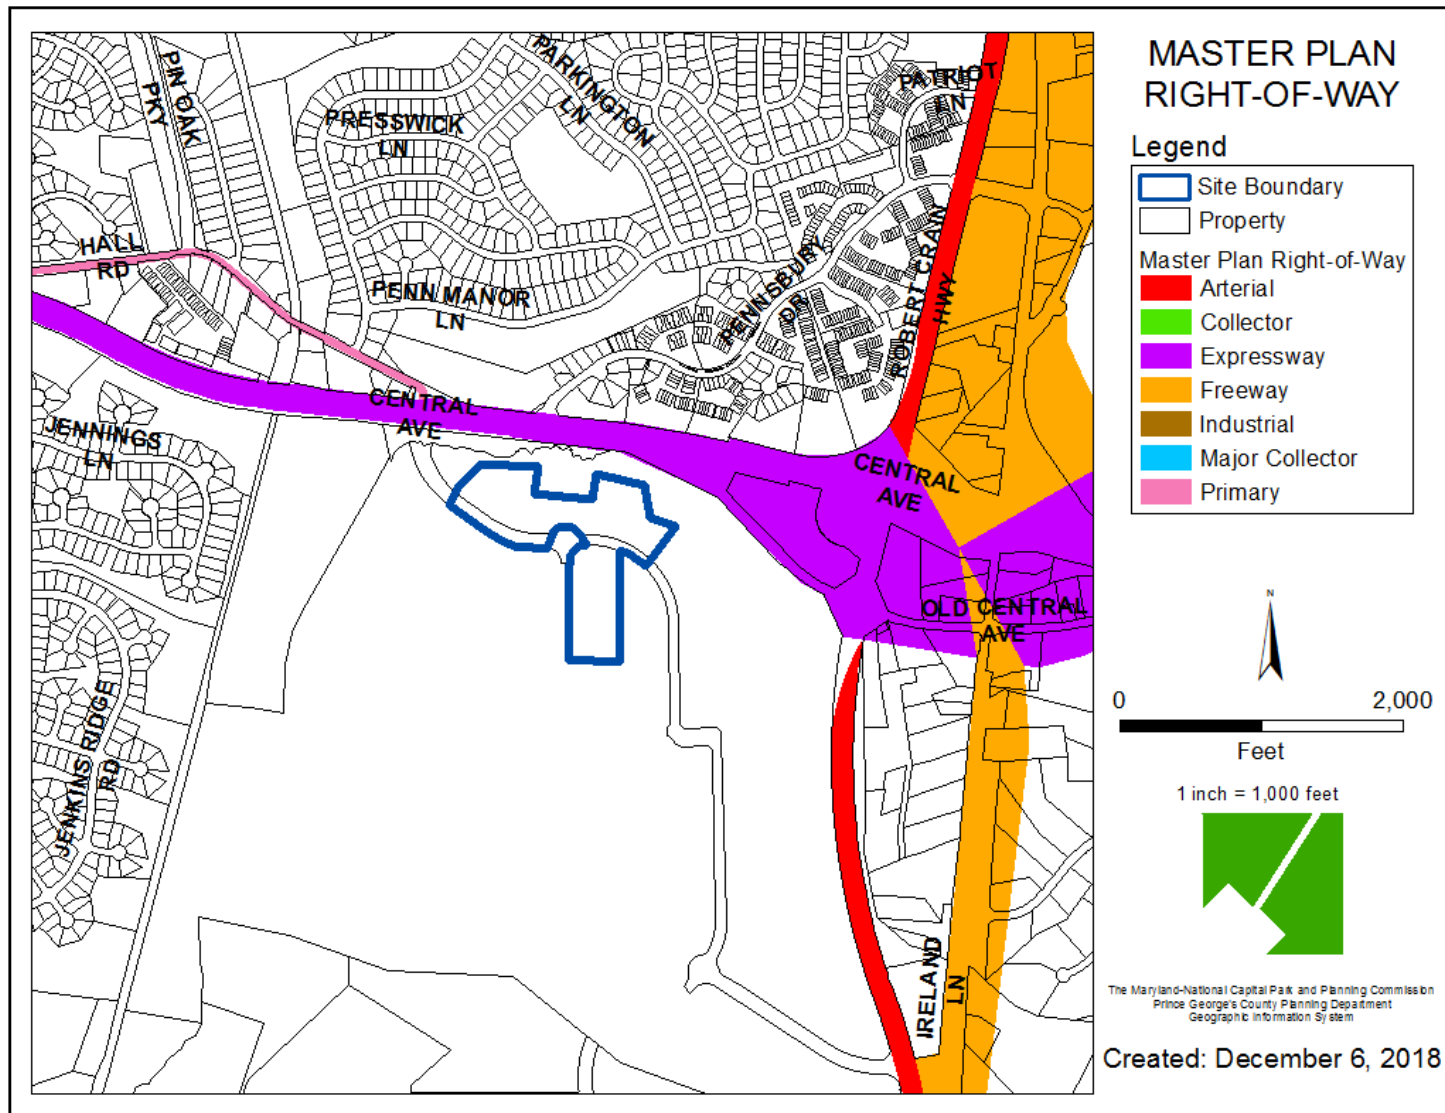 MASTER PLAN
RIGHT-OF-WAY
Legend
Site Boundary
Property
Master Plan Right-of-Way
Arterial
Collector
Expressway
Freeway
Industrial
Major Collector
Primary
PIN OAK
PKY
PRESSWICK
LN
PARKINGTON
LN
PATRIOT
LN
HALL
RD
PENN MANOR
LN
PENNSBURY
DR
ROBERT CRAIN
HWY
CENTRAL
AVE
CENTRAL
AVE
JENNINGS
LN
OLD CENTRAL
AVE
JENKINS RIDGE
RD
IRELAND
LN
N
0 2,000
Feet
1 inch = 1,000 feet
The Maryland-National Capital Park and Planning Commission
Prince George's County Planning Department
Geographic Information System
Created: December 6, 2018